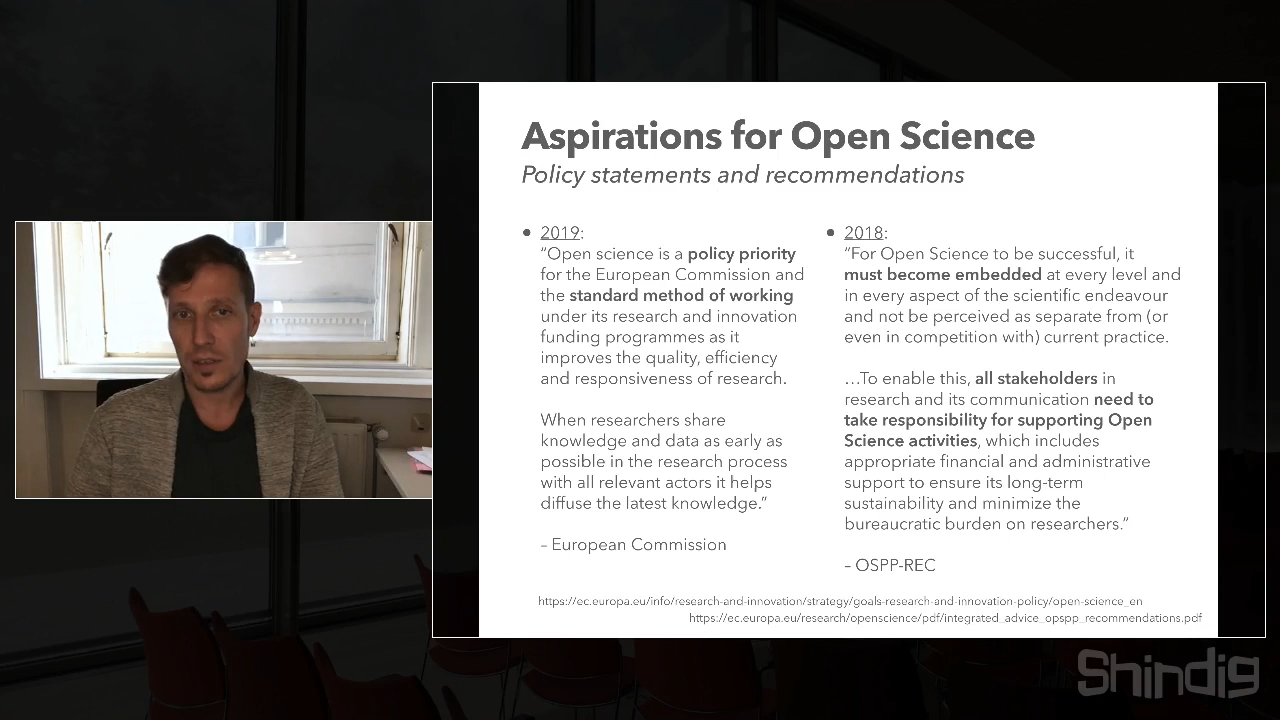 Aspirations for Open Science
Policy statements and recommendations
• 2019:
“Open science is a policy priority
for the European Commission and
the standard method of working
under its research and innovation
funding programmes as it
improves the quality, efficiency
and responsiveness of research.
When researchers share
knowledge and data as early as
possible in the research process
with all relevant actors it helps
diffuse the latest knowledge.”
– European Commission
• 2018:
“For Open Science to be successful, it
must become embedded at every level and
in every aspect of the scientific endeavour
and not be perceived as separate from (or
even in competition with) current practice.
…To enable this, all stakeholders in
research and its communication need to
take responsibility for supporting Open
Science activities, which includes
appropriate financial and administrative
support to ensure its long-term
sustainability and minimize the
bureaucratic burden on researchers.”
– OSPP-REC
https://ec.europa.eu/info/research-and-innovation/strategy/goals-research-and-innovation-policy/open-science_en
https://ec.europa.eu/research/openscience/pdf/integrated_advice_opspp_recommendations.pdf
Shindig